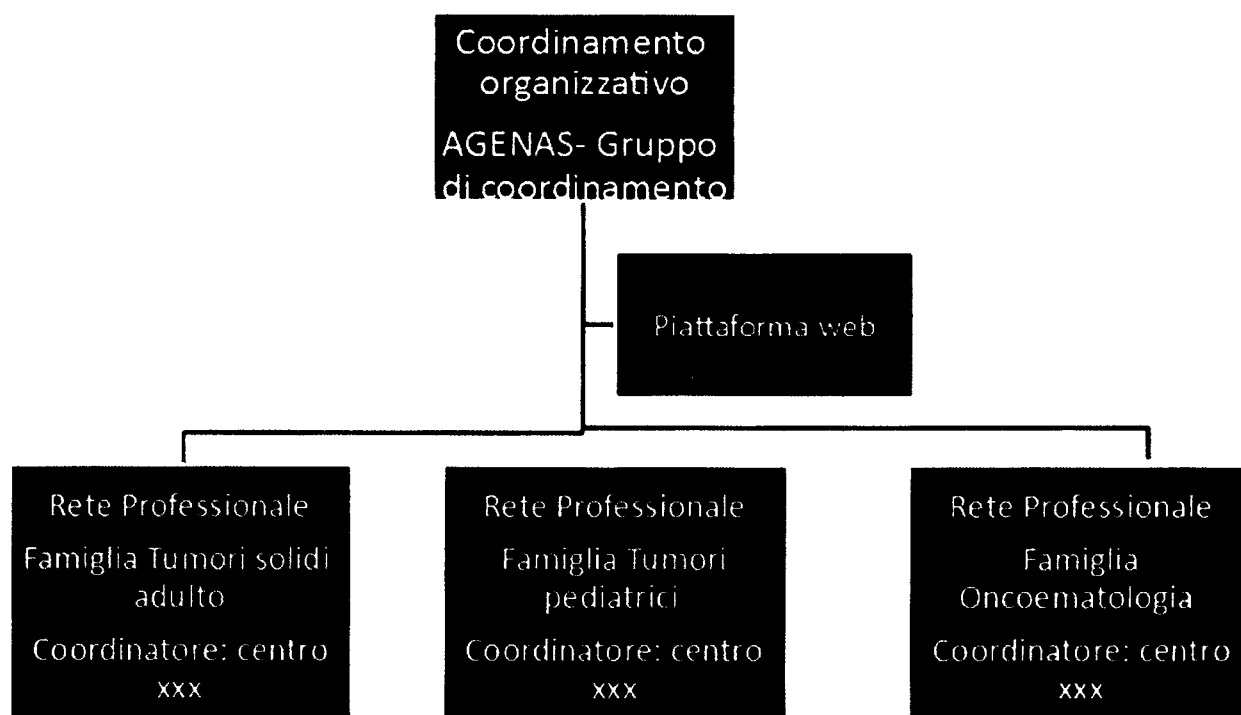 Coordinamento
organizzativo
AGENAS- Gruppo
di coordinamento
Piattaforma web
Rete Professionale
Famiglia Tumori solidi
adulto
Coordinatore: centro
xxx
Rete Professionale
Famiglia Tumori
pediatrici
Coordinatore: centro
xxx
Rete Professionale
Famiglia
Oncoematologia
Coordinatore: centro
xxx